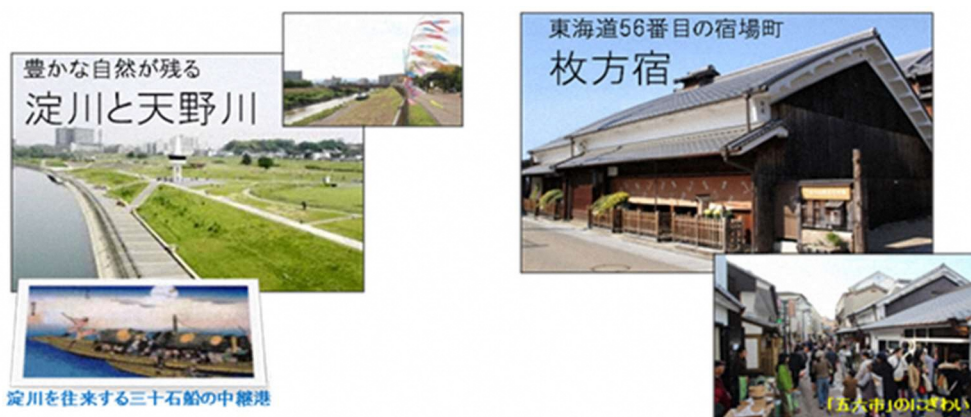 豊かな自然が残る
淀川と天野川
淀川を往来する三十石船の中継港
東海道56番目の宿場町
枚方宿
「五六市」のにぎわい